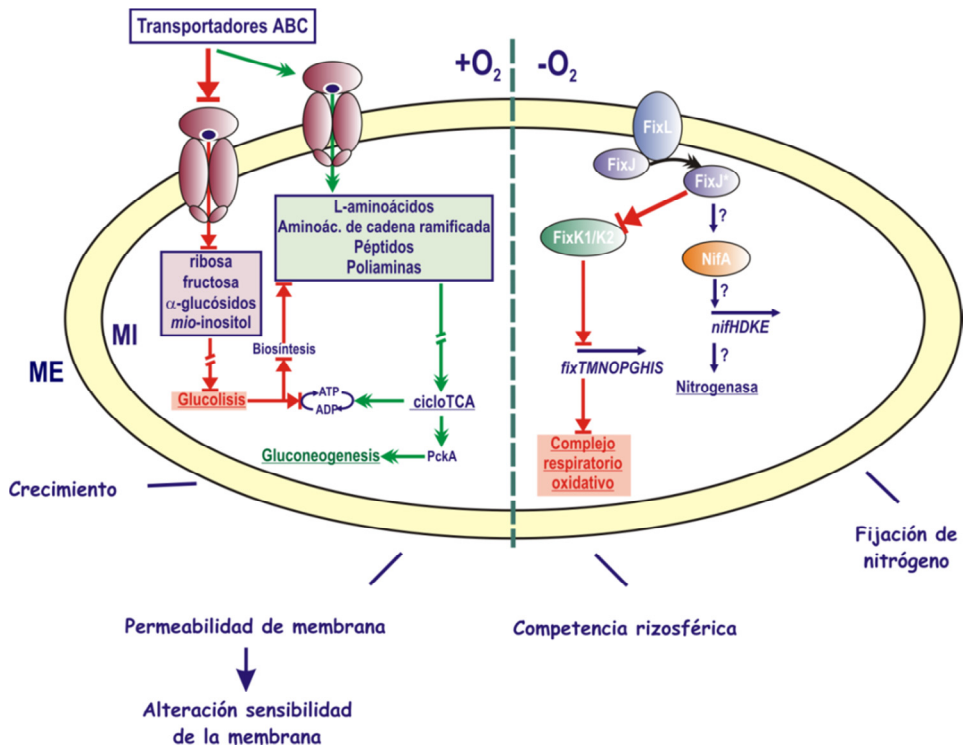 Transportadores ABC
+O2
-O2
FixL
FixJ
FixJ*
L-aminoácidos
Aminoác. de cadena ramificada
Péptidos
Poliaminas
?
FixK1/K2
NifA
ribosa
fructosa
α-glucósidos
mio-inositol
?
nifHDKE
MI
Biosíntesis
fixTMNOPGHIS
?
ME
Nitrogenasa
Glucolisis
ATP
ADP
cicloTCA
Gluconeogenesis
PckA
Complejo
respiratorio
oxidativo
Crecimiento
Fijación de
nitrógeno
Permeabilidad de membrana
Competencia rizosférica
Alteración sensibilidad
de la membrana